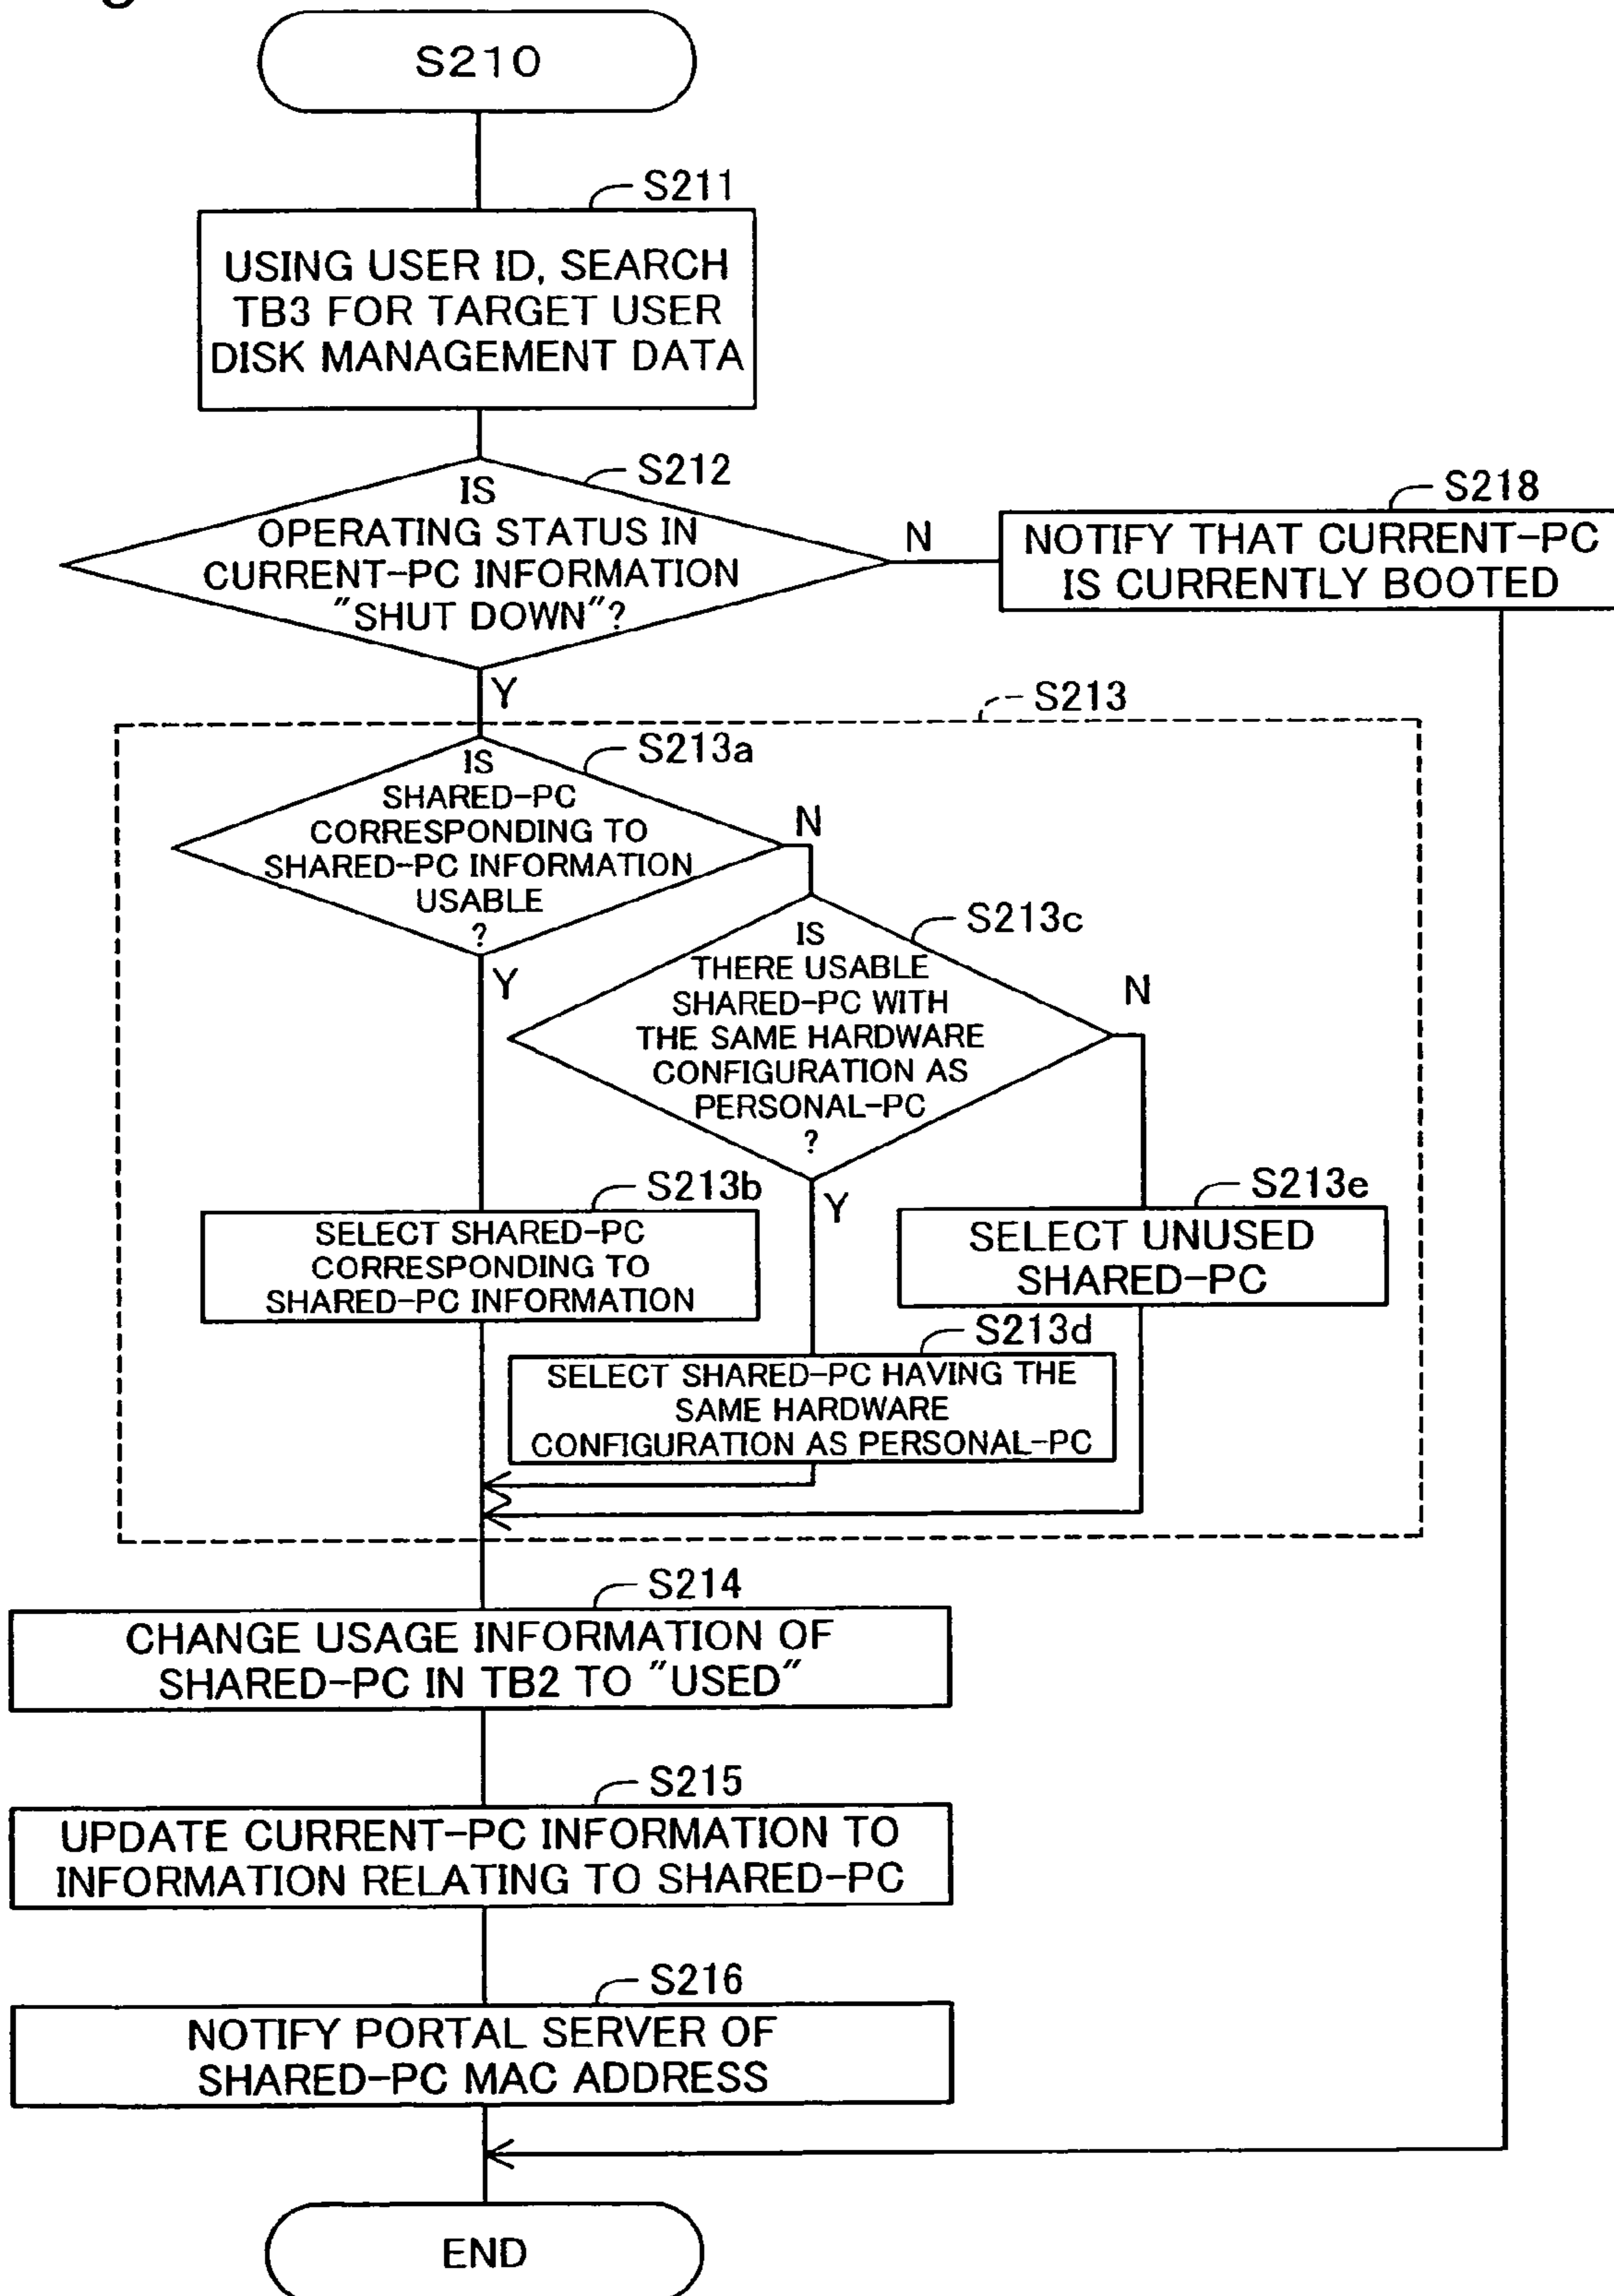 S210
S211
USING USER ID, SEARCH
TB3 FOR TARGET USER
DISK MANAGEMENT DATA
S212
IS
OPERATING STATUS IN
CURRENT-PC INFORMATION
"SHUT DOWN"?
N
S218
NOTIFY THAT CURRENT-PC
IS CURRENTLY BOOTED
Y
S213
S213a
IS
SHARED-PC
CORRESPONDING TO
SHARED-PC INFORMATION
USABLE
?
N
Y
S213c
IS
THERE USABLE
SHARED-PC WITH
THE SAME HARDWARE
CONFIGURATION AS
PERSONAL-PC
?
N
Y
S213b
SELECT SHARED-PC
CORRESPONDING TO
SHARED-PC INFORMATION
S213e
SELECT UNUSED
SHARED-PC
S213d
SELECT SHARED-PC HAVING THE
SAME HARDWARE
CONFIGURATION AS PERSONAL-PC
S214
CHANGE USAGE INFORMATION OF
SHARED-PC IN TB2 TO "USED"
S215
UPDATE CURRENT-PC INFORMATION TO
INFORMATION RELATING TO SHARED-PC
S216
NOTIFY PORTAL SERVER OF
SHARED-PC MAC ADDRESS
END